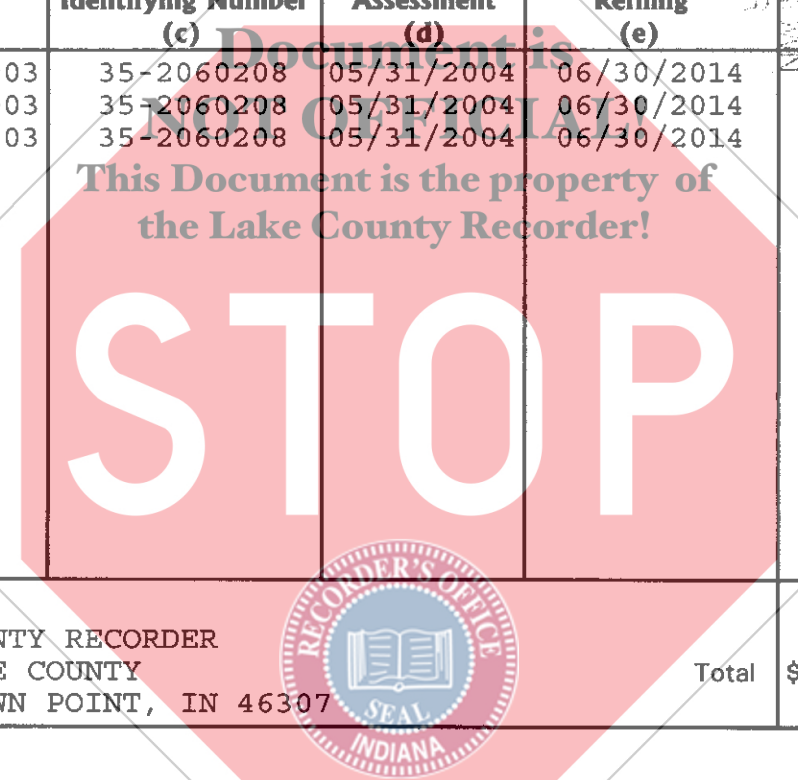 Identifying Number Assessment Refiling
(c) (d) (e)
Document is
03 35-2060208 05/31/2004 06/30/2014
03 35-2060208 05/31/2004 06/30/2014
NOT OFFICIAL!
03 35-2060208 05/31/2004 06/30/2014
This Document is the property of
the Lake County Recorder!
STOP
RECORDER'S OFFICE
NTY RECORDER
E COUNTY Total $
WN POINT, IN 46307
SEAL
INDIANA